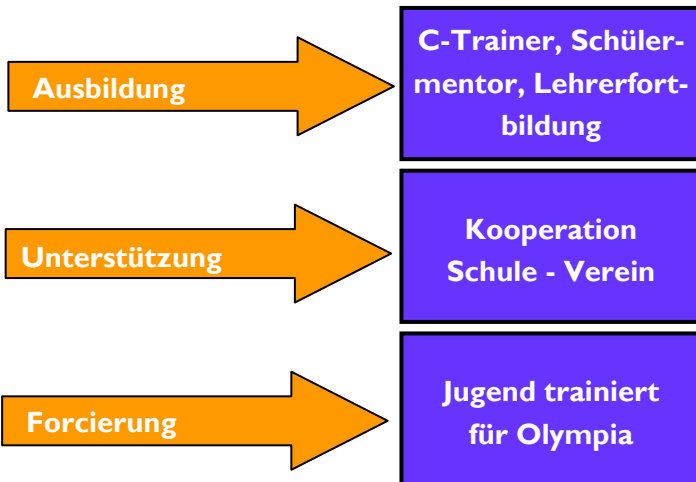 Ausbildung
C-Trainer, Schüler-
mentor, Lehrerfort-
bildung
Unterstützung
Kooperation
Schule - Verein
Forcierung
Jugend trainiert
für Olympia